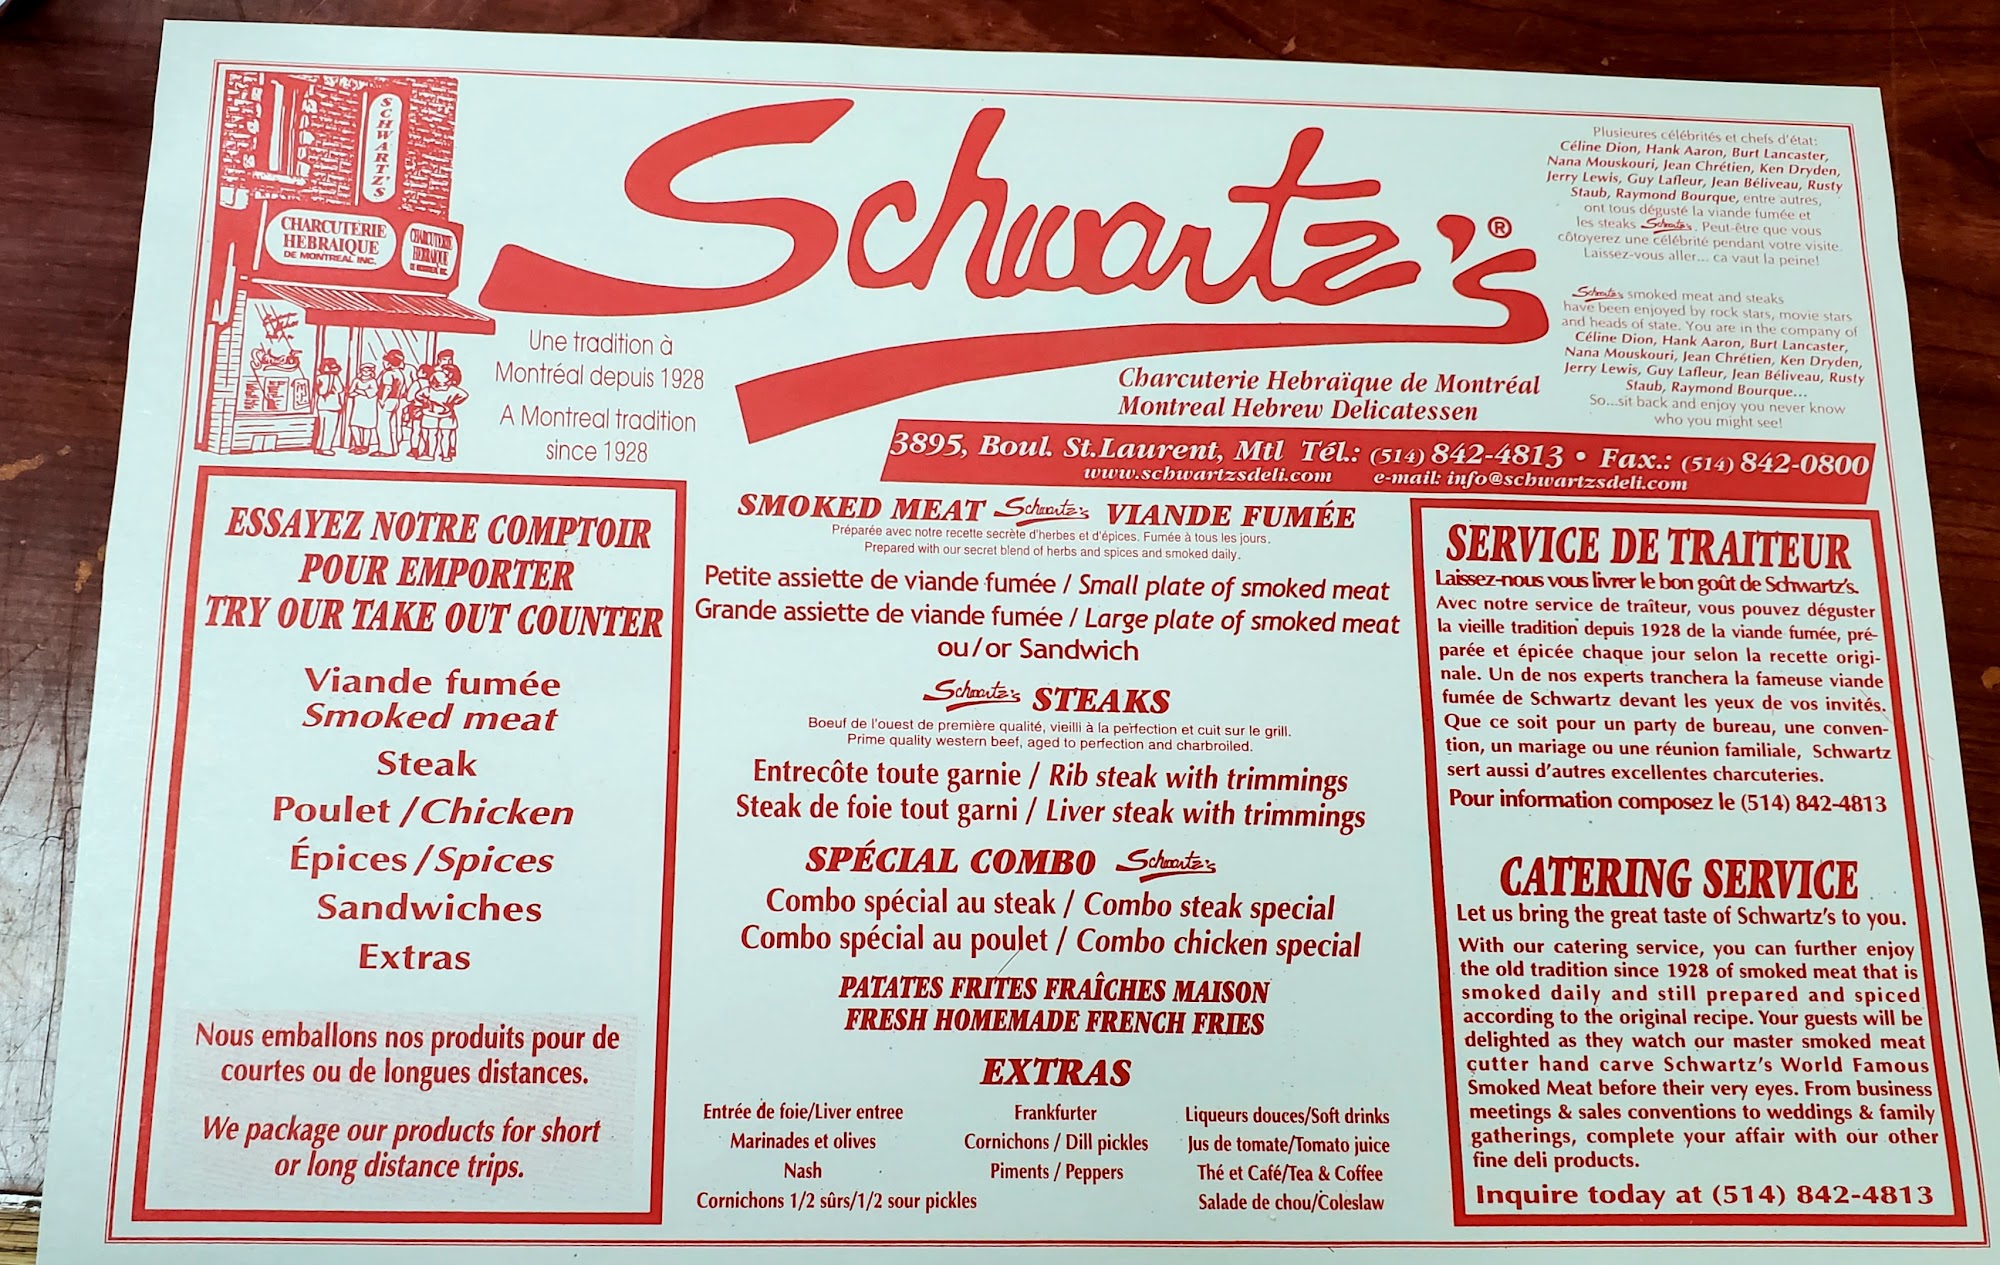 SCHWARTZ'S
CHARCUTERIE
HEBRAIQUE
DE MONTREAL INC.
CHARCUTERIE
HEBRAIQUE
DE MONTREAL INC.
Une tradition à
Montréal depuis 1928
A Montreal tradition
since 1928
Schwartz's®
Charcuterie Hebraïque de Montréal
Montreal Hebrew Delicatessen
3895, Boul. St.Laurent, Mtl Tél.: (514) 842-4813 • Fax.: (514) 842-0800
www.schwartzsdeli.com e-mail: info@schwartzsdeli.com
Plusieures célébrités et chefs d'état:
Céline Dion, Hank Aaron, Burt Lancaster,
Nana Mouskouri, Jean Chrétien, Ken Dryden,
Jerry Lewis, Guy Lafleur, Jean Béliveau, Rusty
Staub, Raymond Bourque, entre autres,
ont tous dégusté la viande fumée et
les steaks Schwartz's. Peut-être que vous
côtoyerez une célébrité pendant votre visite.
Laissez-vous aller... ca vaut la peine!
Schwartz's smoked meat and steaks
have been enjoyed by rock stars, movie stars
and heads of state. You are in the company of
Céline Dion, Hank Aaron, Burt Lancaster,
Nana Mouskouri, Jean Chrétien, Ken Dryden,
Jerry Lewis, Guy Lafleur, Jean Béliveau, Rusty
Staub, Raymond Bourque...
So...sit back and enjoy you never know
who you might see!
ESSAYEZ NOTRE COMPTOIR
POUR EMPORTER
TRY OUR TAKE OUT COUNTER
Viande fumée
Smoked meat
Steak
Poulet /Chicken
Épices /Spices
Sandwiches
Extras
Nous emballons nos produits pour de
courtes ou de longues distances.
We package our products for short
or long distance trips.
SMOKED MEAT Schwartz's VIANDE FUMÉE
Préparée avec notre recette secrète d'herbes et d'épices. Fumée à tous les jours.
Prepared with our secret blend of herbs and spices and smoked daily.
Petite assiette de viande fumée / Small plate of smoked meat
Grande assiette de viande fumée / Large plate of smoked meat
ou/or Sandwich
Schwartz's STEAKS
Boeuf de l'ouest de première qualité, vieilli à la perfection et cuit sur le grill.
Prime quality western beef, aged to perfection and charbroiled.
Entrecôte toute garnie / Rib steak with trimmings
Steak de foie tout garni / Liver steak with trimmings
SPÉCIAL COMBO Schwartz's
Combo spécial au steak / Combo steak special
Combo spécial au poulet / Combo chicken special
PATATES FRITES FRAÎCHES MAISON
FRESH HOMEMADE FRENCH FRIES
EXTRAS
Entrée de foie/Liver entree
Marinades et olives
Nash
Cornichons 1/2 sûrs/1/2 sour pickles
Frankfurter
Cornichons / Dill pickles
Piments / Peppers
Liqueurs douces/Soft drinks
Jus de tomate/Tomato juice
Thé et Café/Tea & Coffee
Salade de chou/Coleslaw
SERVICE DE TRAITEUR
Laissez-nous vous livrer le bon goût de Schwartz's.
Avec notre service de traîteur, vous pouvez déguster
la vieille tradition depuis 1928 de la viande fumée, pré-
parée et épicée chaque jour selon la recette origi-
nale. Un de nos experts tranchera la fameuse viande
fumée de Schwartz devant les yeux de vos invités.
Que ce soit pour un party de bureau, une conven-
tion, un mariage ou une réunion familiale, Schwartz
sert aussi d'autres excellentes charcuteries.
Pour information composez le (514) 842-4813
CATERING SERVICE
Let us bring the great taste of Schwartz's to you.
With our catering service, you can further enjoy
the old tradition since 1928 of smoked meat that is
smoked daily and still prepared and spiced
according to the original recipe. Your guests will be
delighted as they watch our master smoked meat
cutter hand carve Schwartz's World Famous
Smoked Meat before their very eyes. From business
meetings & sales conventions to weddings & family
gatherings, complete your affair with our other
fine deli products.
Inquire today at (514) 842-4813